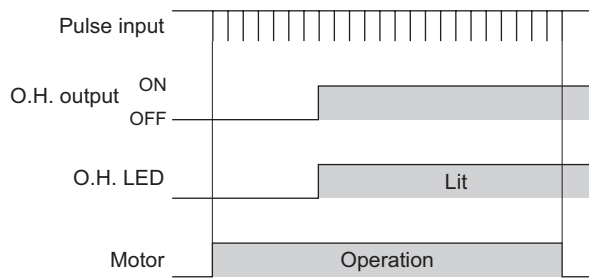 Pulse input
ON
O.H. output
OFF
O.H. LED
Lit
Motor
Operation